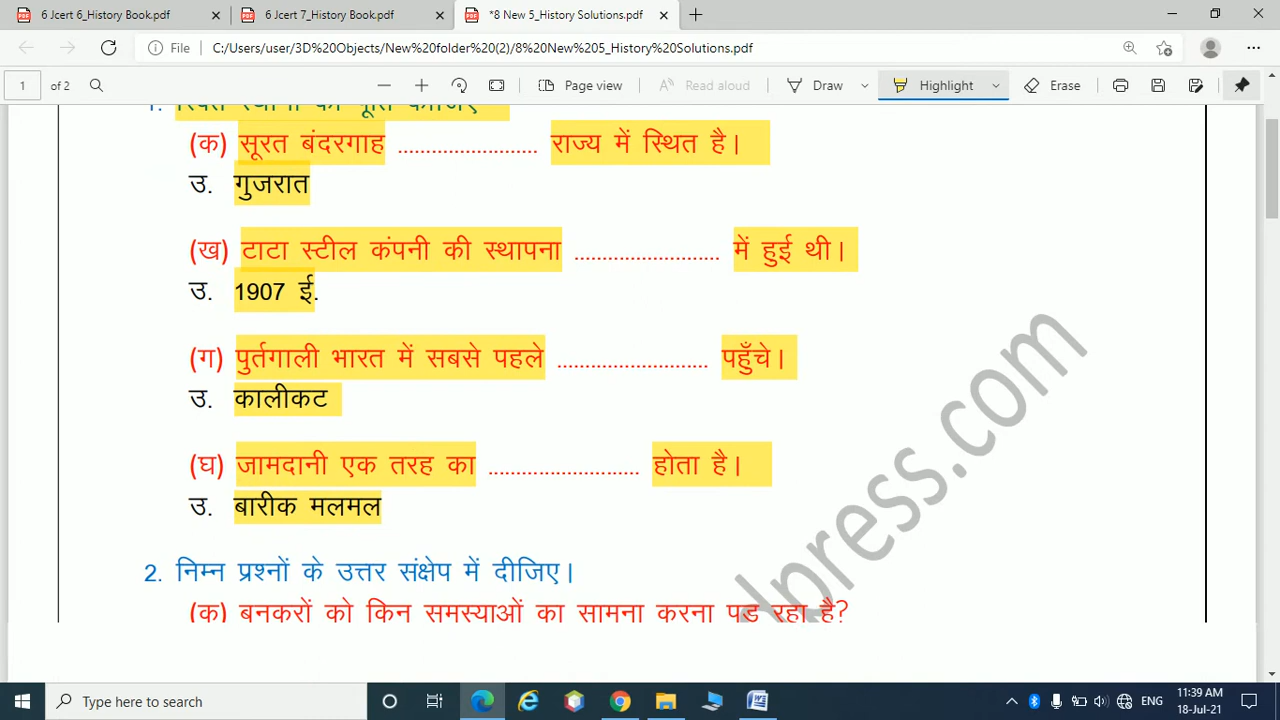 6 Jcert 6_History Book.pdf
6 Jcert 7_History Book.pdf
*8 New 5_History Solutions.pdf
File
C:/Users/user/3D%20Objects/New%20folder%20(2)/8%20New%205_History%20Solutions.pdf
1 of 2
Page view
Read aloud
Draw
Highlight
Erase
(क) सूरत बंदरगाह ......................... राज्य में स्थित है।
उ. गुजरात
(ख) टाटा स्टील कंपनी की स्थापना .......................... में हुई थी।
उ. 1907 ई.
(ग) पुर्तगाली भारत में सबसे पहले ........................... पहुँचे।
उ. कालीकट
(घ) जामदानी एक तरह का ........................... होता है।
उ. बारीक मलमल
2. निम्न प्रश्नों के उत्तर संक्षेप में दीजिए।
(क) बुनकरों को किन समस्याओं का सामना करना पड़ रहा है?
press.com
Type here to search
ENG
11:39 AM
18-Jul-21